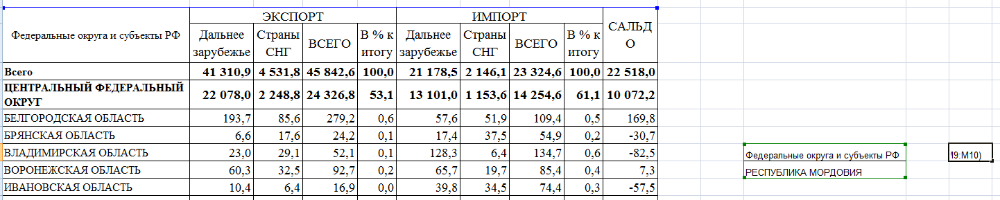 ЭКСПОРТ ИМПОРТ
Федеральные округа и субъекты РФ Дальнее зарубежье Страны СНГ ВСЕГО В % к итогу Дальнее зарубежье Страны СНГ ВСЕГО В % к итогу САЛЬД О
Всего 41 310,9 4 531,8 45 842,6 100,0 21 178,5 2 146,1 23 324,6 100,0 22 518,0
ЦЕНТРАЛЬНЫЙ ФЕДЕРАЛЬНЫЙ
ОКРУГ 22 078,0 2 248,8 24 326,8 53,1 13 101,0 1 153,6 14 254,6 61,1 10 072,2
БЕЛГОРОДСКАЯ ОБЛАСТЬ 193,7 85,6 279,2 0,6 57,6 51,9 109,4 0,5 169,8
БРЯНСКАЯ ОБЛАСТЬ 6,6 17,6 24,2 0,1 17,4 37,5 54,9 0,2 -30,7
ВЛАДИМИРСКАЯ ОБЛАСТЬ 23,0 29,1 52,1 0,1 128,3 6,4 134,7 0,6 -82,5
ВОРОНЕЖСКАЯ ОБЛАСТЬ 60,3 32,5 92,7 0,2 65,7 19,7 85,4 0,4 7,3
ИВАНОВСКАЯ ОБЛАСТЬ 10,4 6,4 16,9 0,0 39,8 34,5 74,4 0,3 -57,5
Федеральные округа и субъекты РФ
РЕСПУБЛИКА МОРДОВИЯ
9:M10)